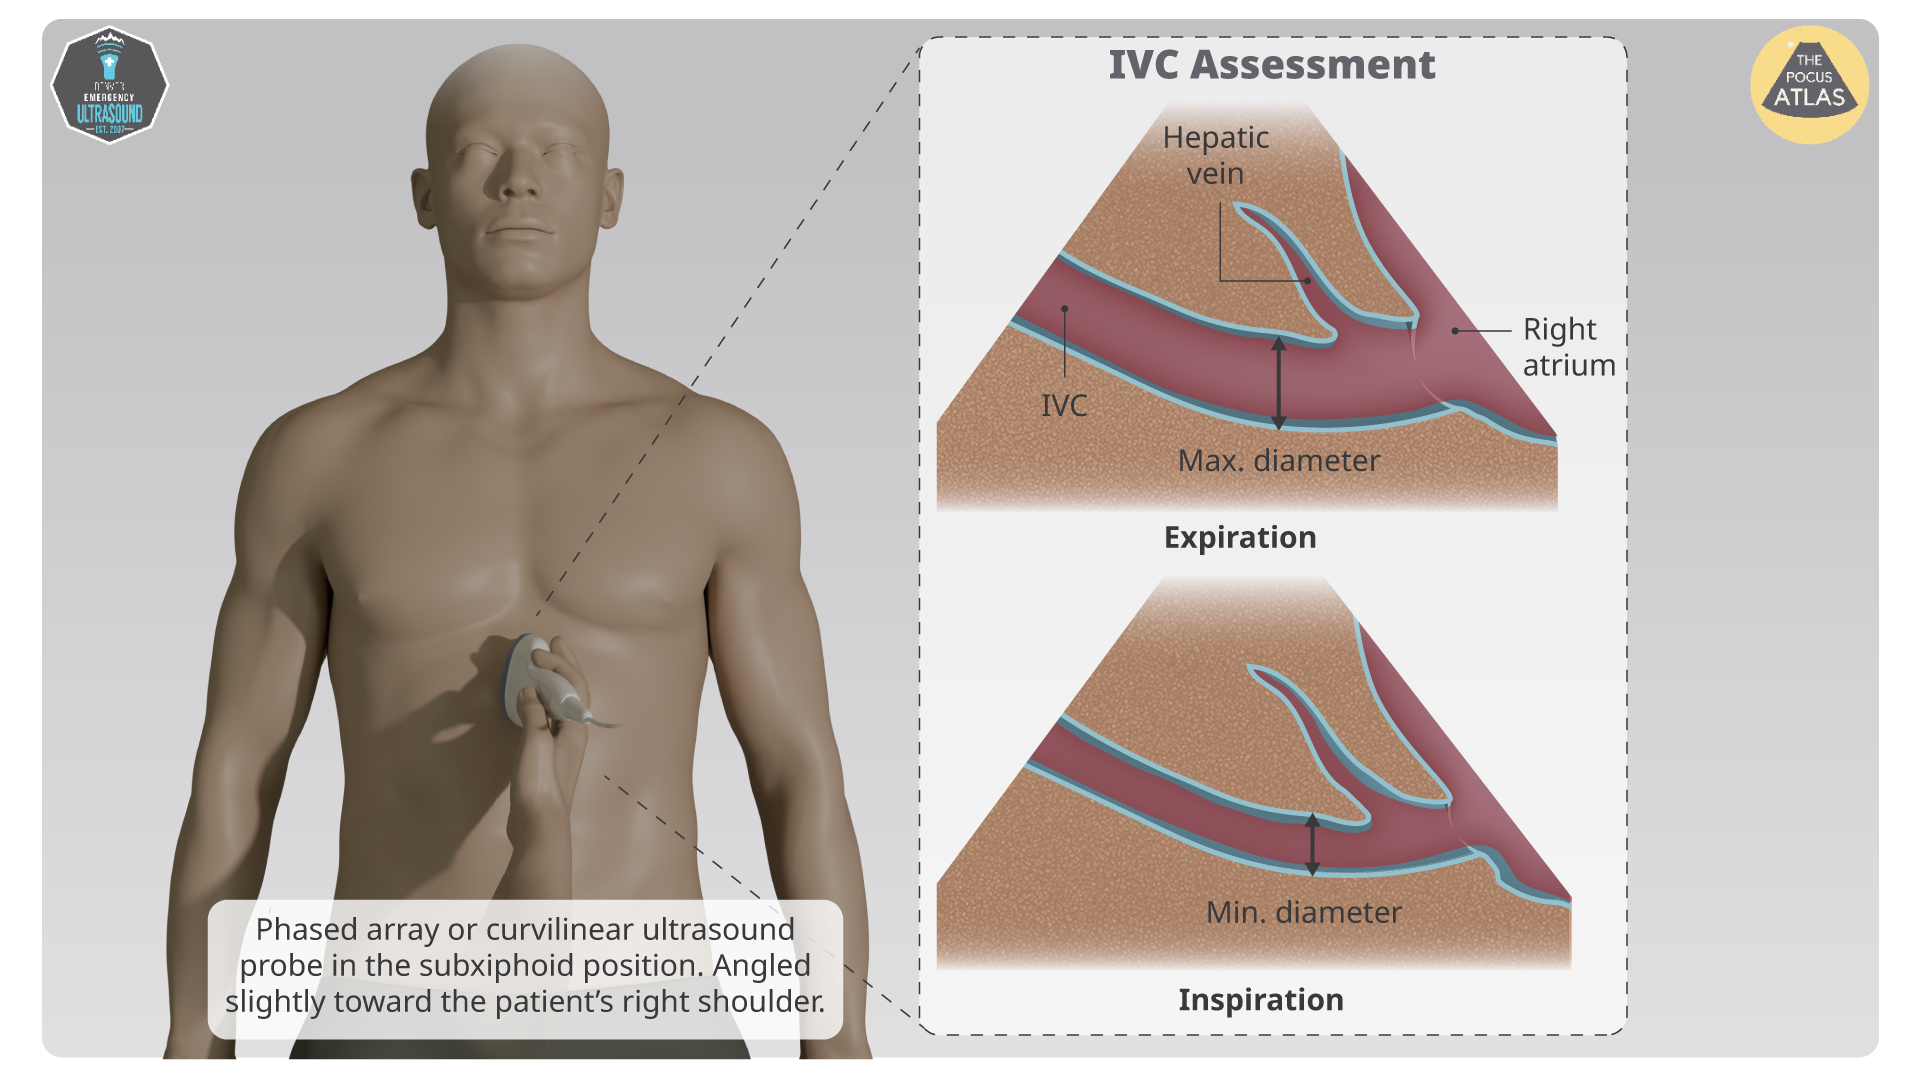 EMERGENCY
ULTRASOUND
EST. 2007
THE
POCUS
ATLAS
IVC Assessment
Hepatic
vein
Right
atrium
IVC
Max. diameter
Expiration
Min. diameter
Inspiration
Phased array or curvilinear ultrasound
probe in the subxiphoid position. Angled
slightly toward the patient’s right shoulder.